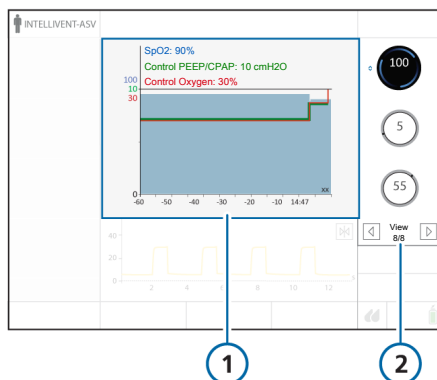 INTELLIVENT-ASV
SpO2: 90%
Control PEEP/CPAP: 10 cmH2O
Control Oxygen: 30%
100
10
30
0
xx
-60 -50 -40 -30 -20 -10 14:47
100
5
55
View
8/8
40
20
0
2 4 6 8 10 12
1 2